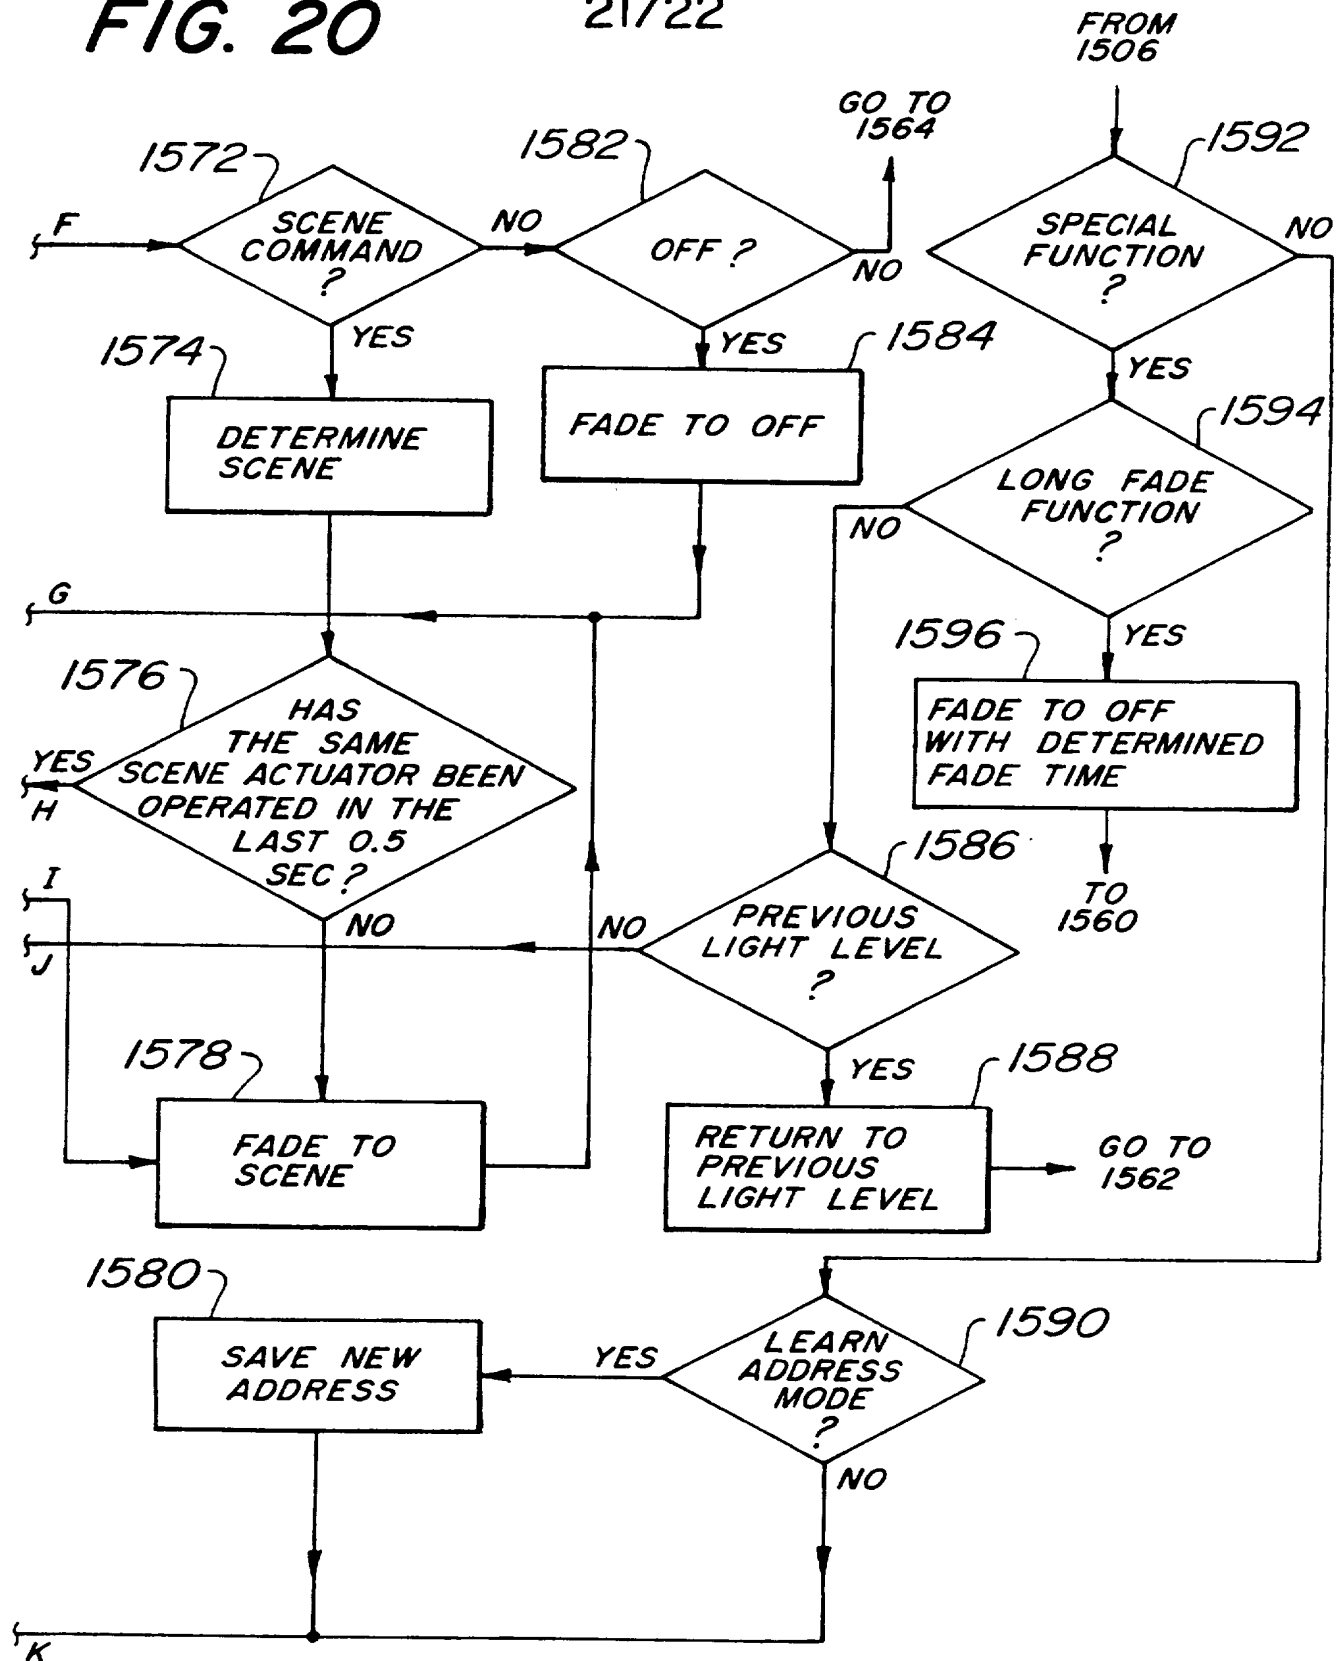 FIG. 20
21/22
FROM
1506
GO TO
1564
1572
1582
1592
F
SCENE
COMMAND
?
NO
OFF ?
NO
SPECIAL
FUNCTION
?
NO
YES
1574
YES
1584
YES
1594
DETERMINE
SCENE
FADE TO OFF
LONG FADE
FUNCTION
?
NO
G
YES
1596
1576
HAS
THE SAME
SCENE ACTUATOR BEEN
OPERATED IN THE
LAST 0.5
SEC ?
YES
H
FADE TO OFF
WITH DETERMINED
FADE TIME
1586
TO
1560
I
NO
J
NO
PREVIOUS
LIGHT LEVEL
?
1578
YES
1588
FADE TO
SCENE
RETURN TO
PREVIOUS
LIGHT LEVEL
GO TO
1562
1580
1590
SAVE NEW
ADDRESS
YES
LEARN
ADDRESS
MODE
?
NO
K